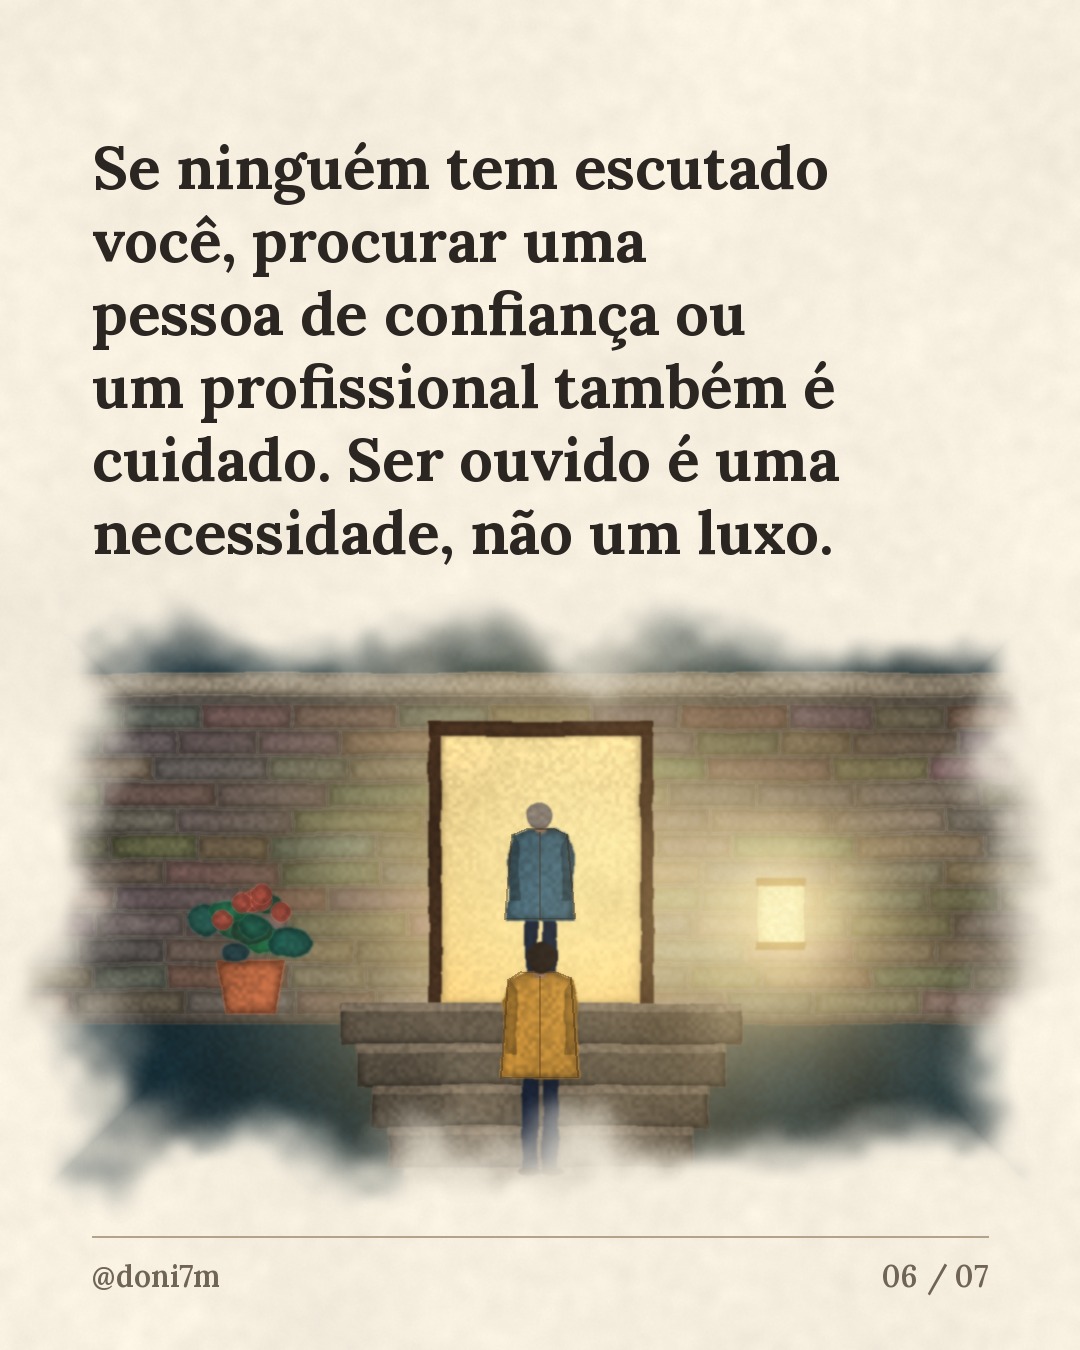 Se ninguém tem escutado
você, procurar uma
pessoa de confiança ou
um profissional também é
cuidado. Ser ouvido é uma
necessidade, não um luxo.
@doni7m
06 / 07